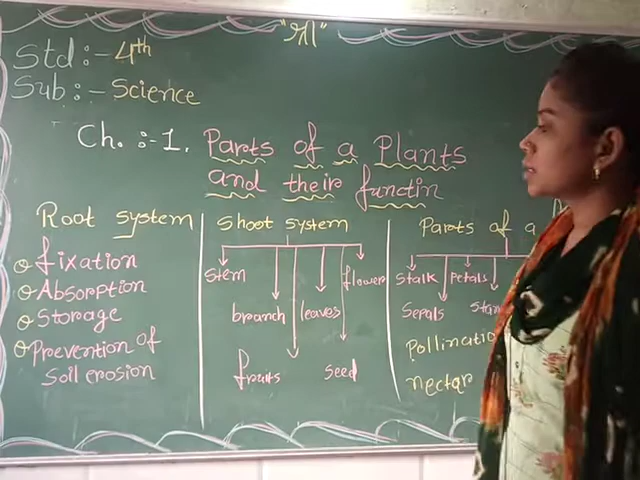 "श्री"
Std :- 4th
Sub :- Science
Ch. :- 1. Parts of a Plants
and their functin
Root system
fixation
Absorption
Storage
Prevention of
Soil erosion
Shoot system
Stem
flower
branch
leaves
fruits
seed
Parts of a
Stalk
Petals
Sepals
Pollinatio
nectar